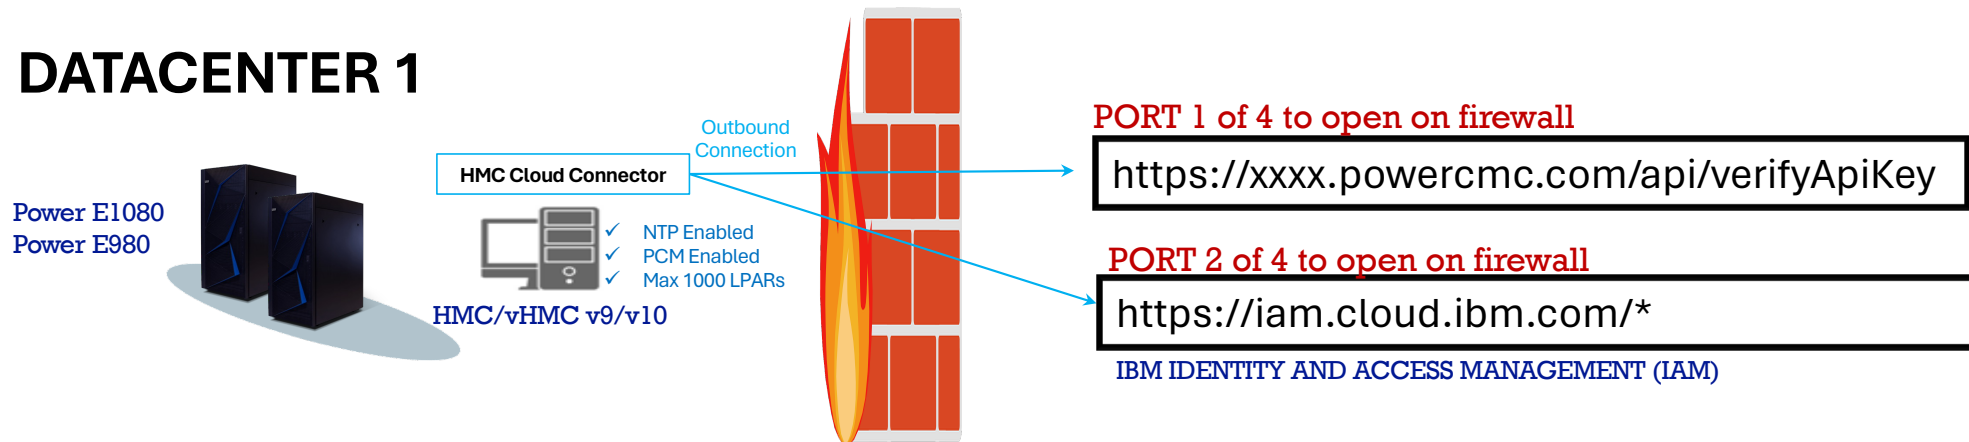 DATACENTER 1
Power E1080
Power E980
HMC Cloud Connector
NTP Enabled
PCM Enabled
Max 1000 LPARs
HMC/vHMC v9/v10
Outbound
Connection
PORT 1 of 4 to open on firewall
https://xxxx.powercmc.com/api/verifyApiKey
PORT 2 of 4 to open on firewall
https://iam.cloud.ibm.com/*
IBM IDENTITY AND ACCESS MANAGEMENT (IAM)